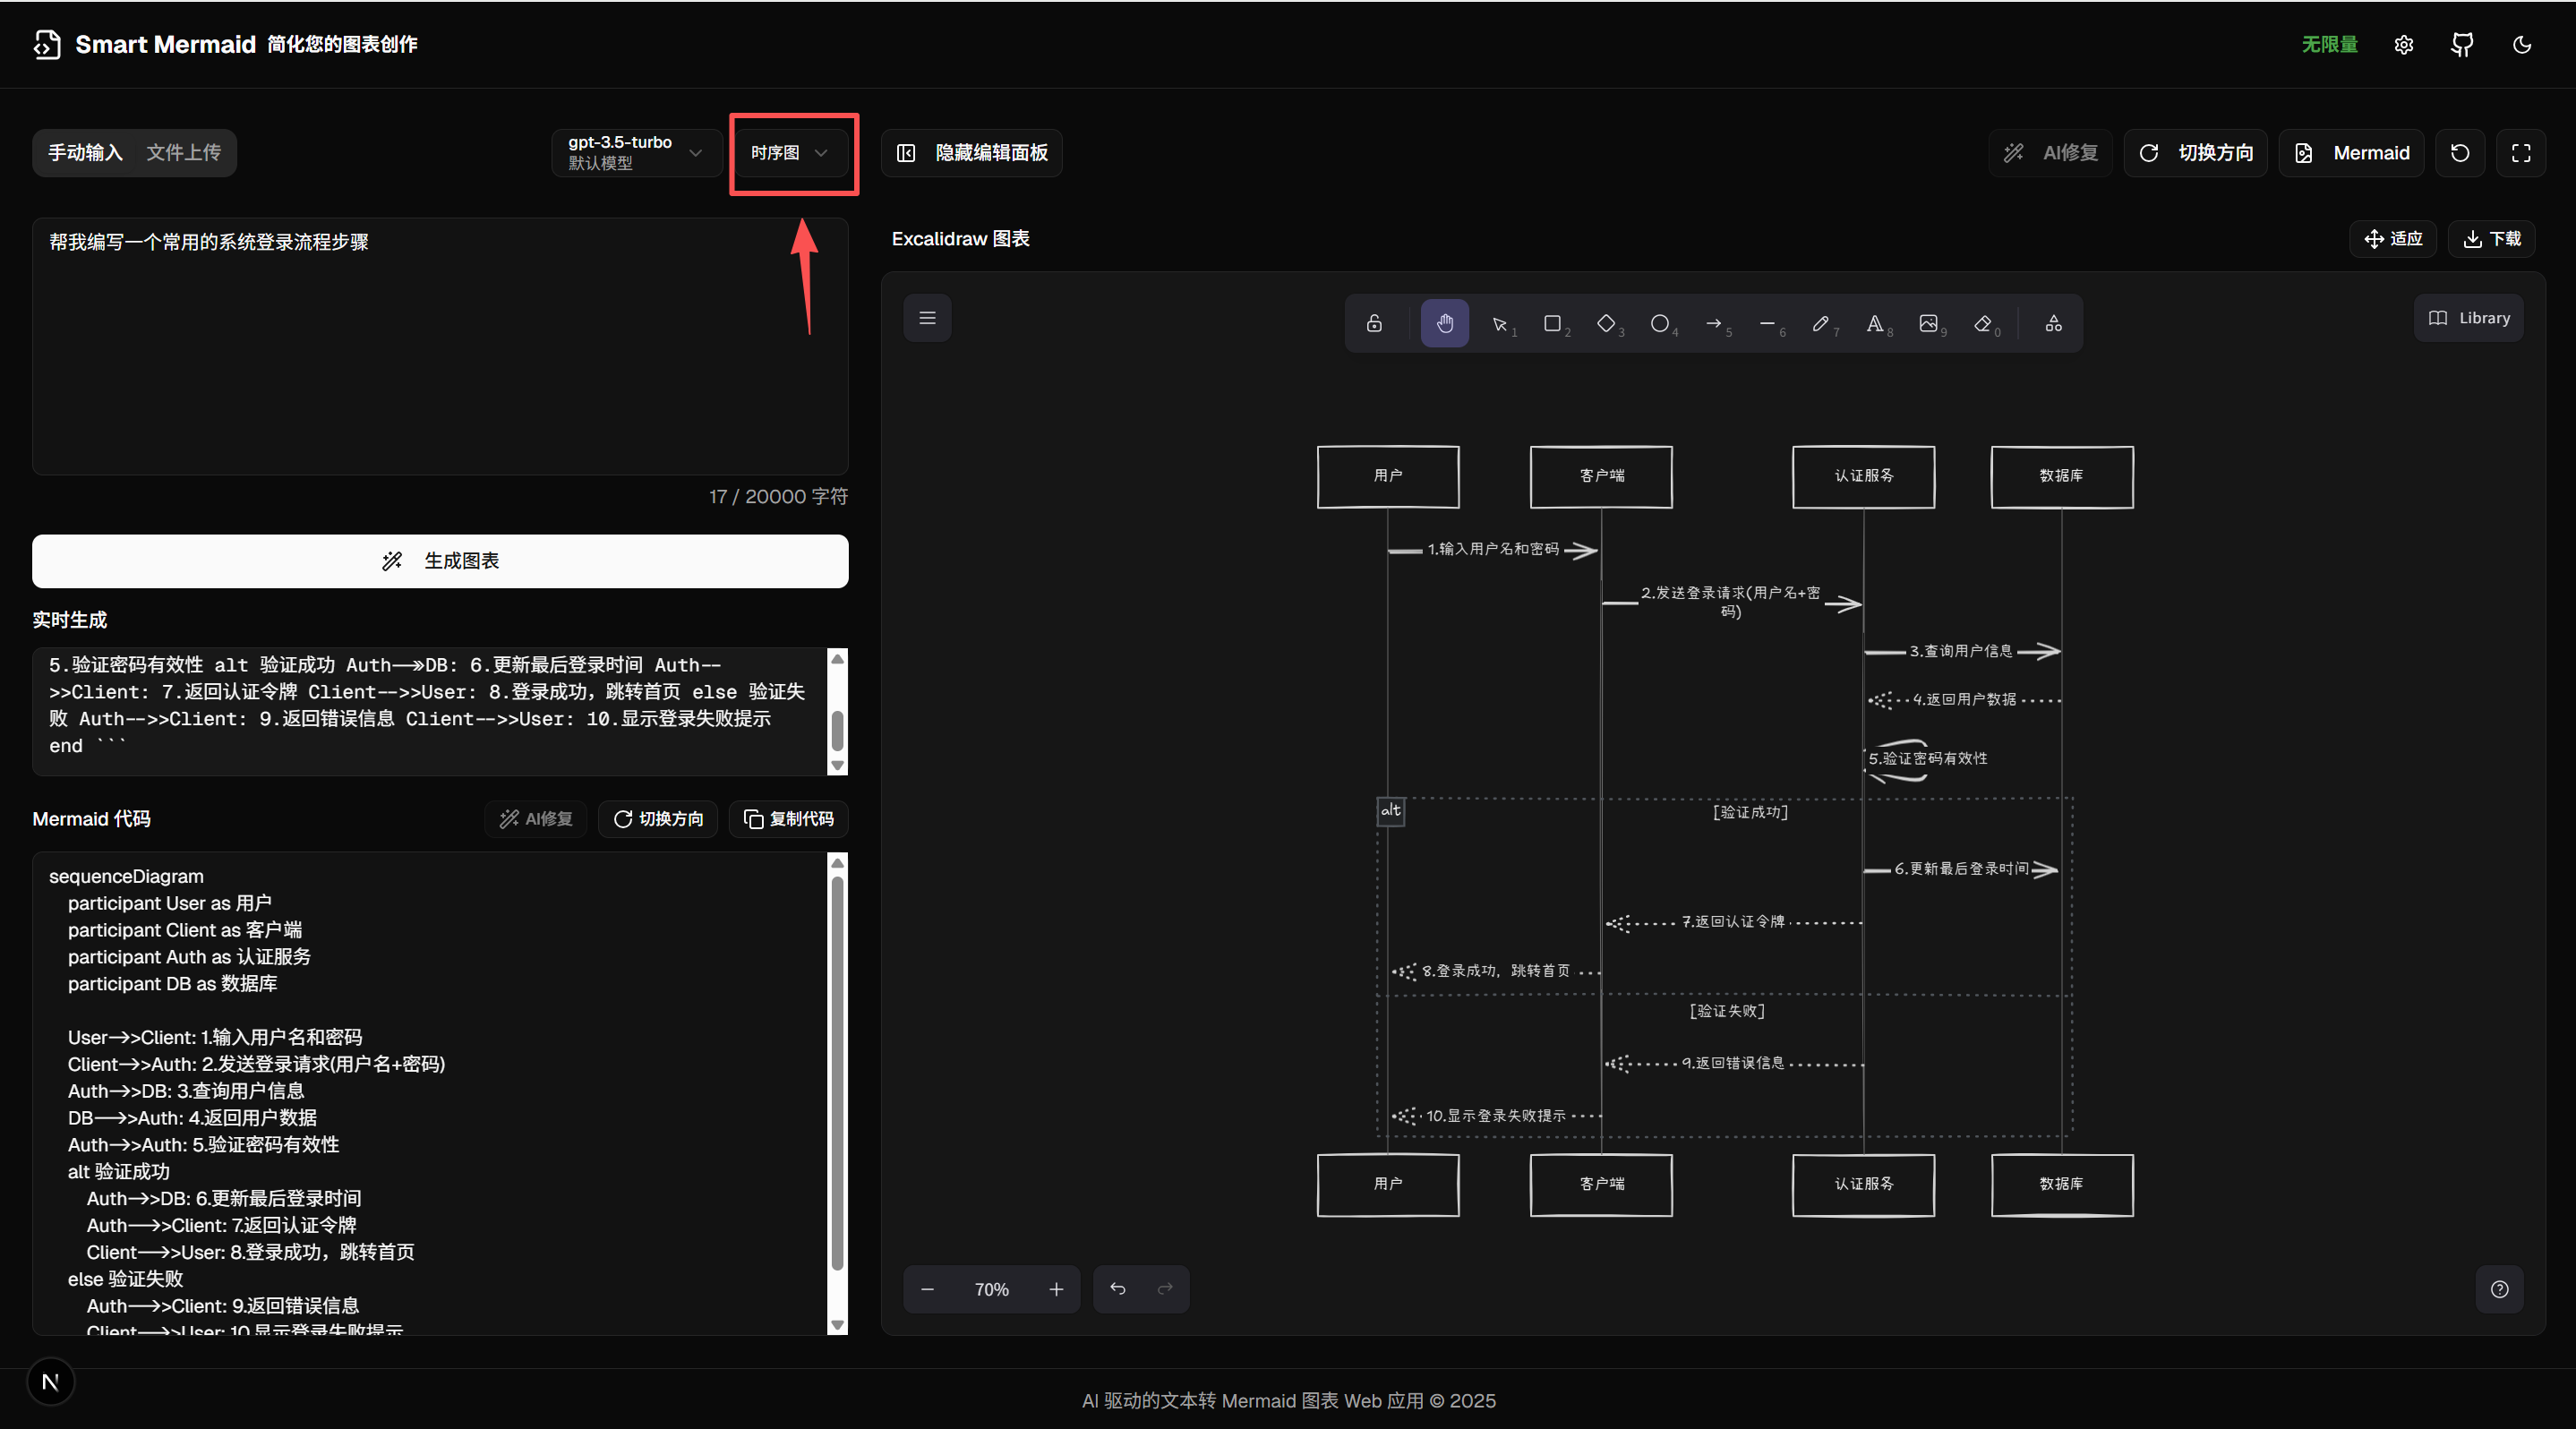 Smart Mermaid 简化您的图表创作
无限量
手动输入 文件上传
gpt-3.5-turbo
默认模型
时序图
隐藏编辑面板
AI修复
切换方向
Mermaid
帮我编写一个常用的系统登录流程步骤
17 / 20000 字符
生成图表
实时生成
5.验证密码有效性 alt 验证成功 Auth-->>DB: 6.更新最后登录时间 Auth--
>>Client: 7.返回认证令牌 Client-->>User: 8.登录成功，跳转首页 else 验证失
败 Auth-->>Client: 9.返回错误信息 Client-->>User: 10.显示登录失败提示
end ```
Mermaid 代码
AI修复
切换方向
复制代码
sequenceDiagram
participant User as 用户
participant Client as 客户端
participant Auth as 认证服务
participant DB as 数据库
User->>Client: 1.输入用户名和密码
Client->>Auth: 2.发送登录请求(用户名+密码)
Auth->>DB: 3.查询用户信息
DB-->>Auth: 4.返回用户数据
Auth->>Auth: 5.验证密码有效性
alt 验证成功
Auth->>DB: 6.更新最后登录时间
Auth-->>Client: 7.返回认证令牌
Client-->>User: 8.登录成功，跳转首页
else 验证失败
Auth-->>Client: 9.返回错误信息
Client-->>User: 10.显示登录失败提示
Excalidraw 图表
适应
下载
1
2
3
4
5
6
7
8
9
0
Library
用户
客户端
认证服务
数据库
1.输入用户名和密码
2.发送登录请求(用户名+密
码)
3.查询用户信息
4.返回用户数据
5.验证密码有效性
alt
[验证成功]
6.更新最后登录时间
7.返回认证令牌
8.登录成功，跳转首页
[验证失败]
9.返回错误信息
10.显示登录失败提示
用户
客户端
认证服务
数据库
70%
N
AI 驱动的文本转 Mermaid 图表 Web 应用 © 2025